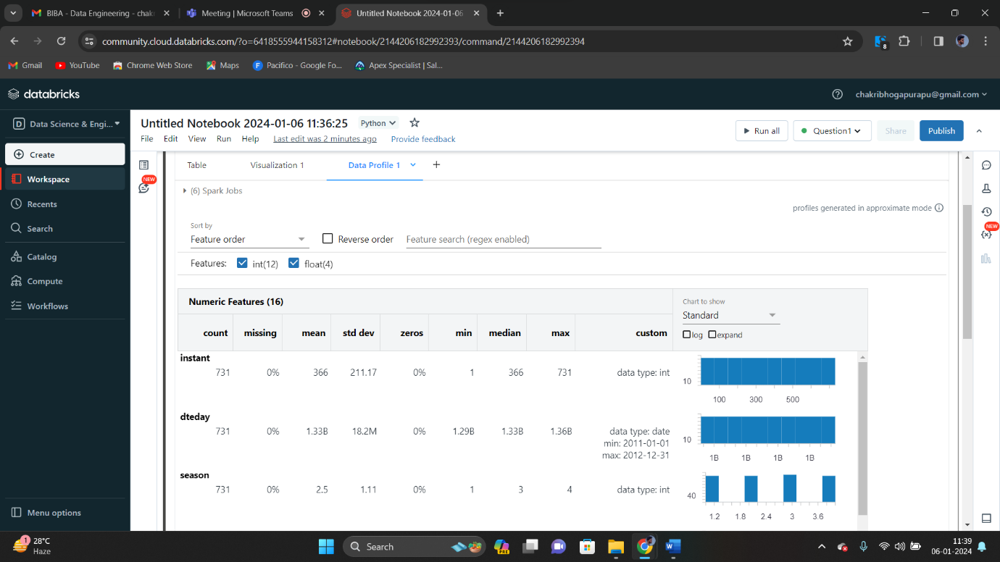 BIBA - Data Engineering - chak
Meeting | Microsoft Teams
Untitled Notebook 2024-01-06
community.cloud.databricks.com/?o=6418555944158312#notebook/2144206182992393/command/2144206182992394
8
Gmail
YouTube
Chrome Web Store
Maps
F Pacifico - Google Fo...
Apex Specialist | Sal...
databricks
chakribhogapurapu@gmail.com
D Data Science & Engi...
Create
Workspace
Recents
Search
Catalog
Compute
Workflows
Menu options
Untitled Notebook 2024-01-06 11:36:25
Python
File Edit View Run Help Last edit was 2 minutes ago Provide feedback
Run all
Question1
Share
Publish
NEW
NEW
Table Visualization 1 Data Profile 1 +
(6) Spark Jobs
profiles generated in approximate mode
Sort by
Feature order
Reverse order
Feature search (regex enabled)
Features: int(12) float(4)
Numeric Features (16)
Chart to show
Standard
log expand
count missing mean std dev zeros min median max custom
instant
731 0% 366 211.17 0% 1 366 731 data type: int
10
100 300 500
dteday
731 0% 1.33B 18.2M 0% 1.29B 1.33B 1.36B data type: date
min: 2011-01-01
max: 2012-12-31
10
1B 1B 1B 1B
season
731 0% 2.5 1.11 0% 1 3 4 data type: int
40
1.2 1.8 2.4 3 3.6
1
28°C
Haze
Search
PRE
11:39
06-01-2024